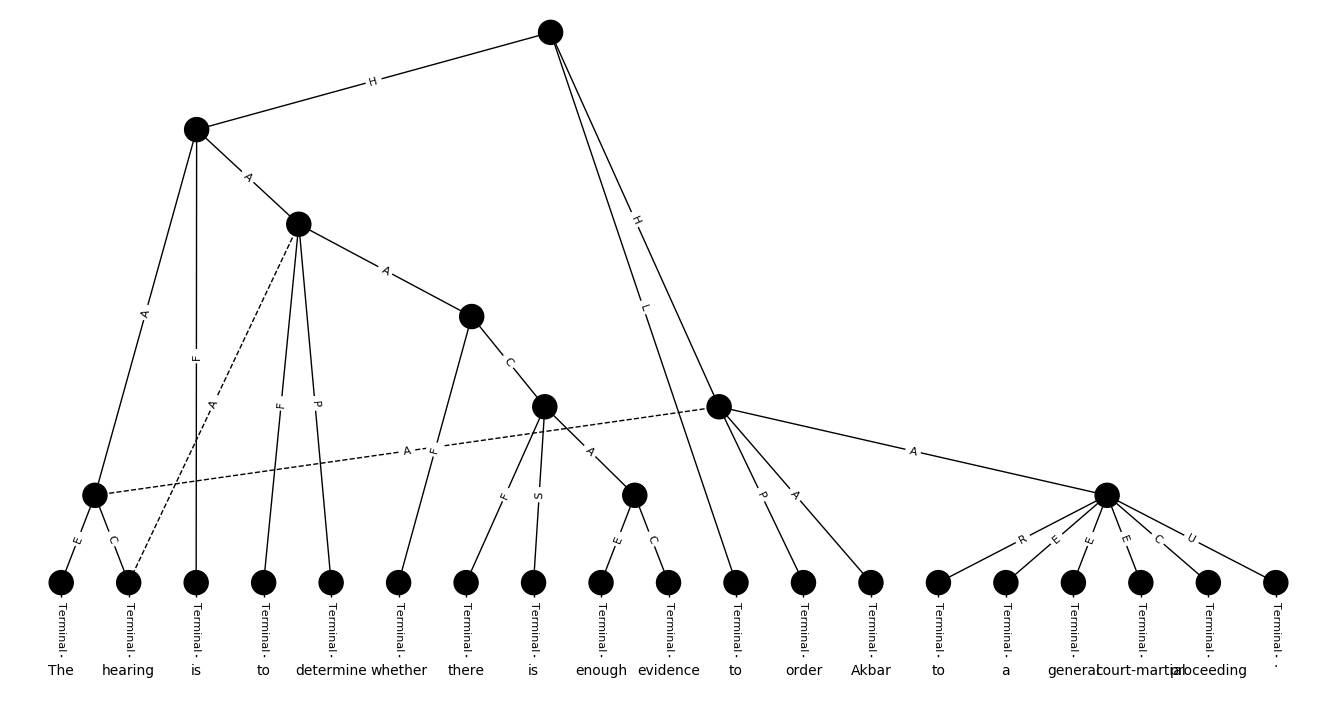 H
A
H
A
L
A
F
C
A
F
P
A
F
A
A
S
F
P
A
E
C
E
C
R
E
E
E
C
U
Terminal Terminal Terminal Terminal Terminal Terminal Terminal Terminal Terminal Terminal Terminal Terminal Terminal Terminal Terminal Terminal Terminal Terminal Terminal
The hearing is to determine whether there is enough evidence to order Akbar to a general court-martial proceeding .